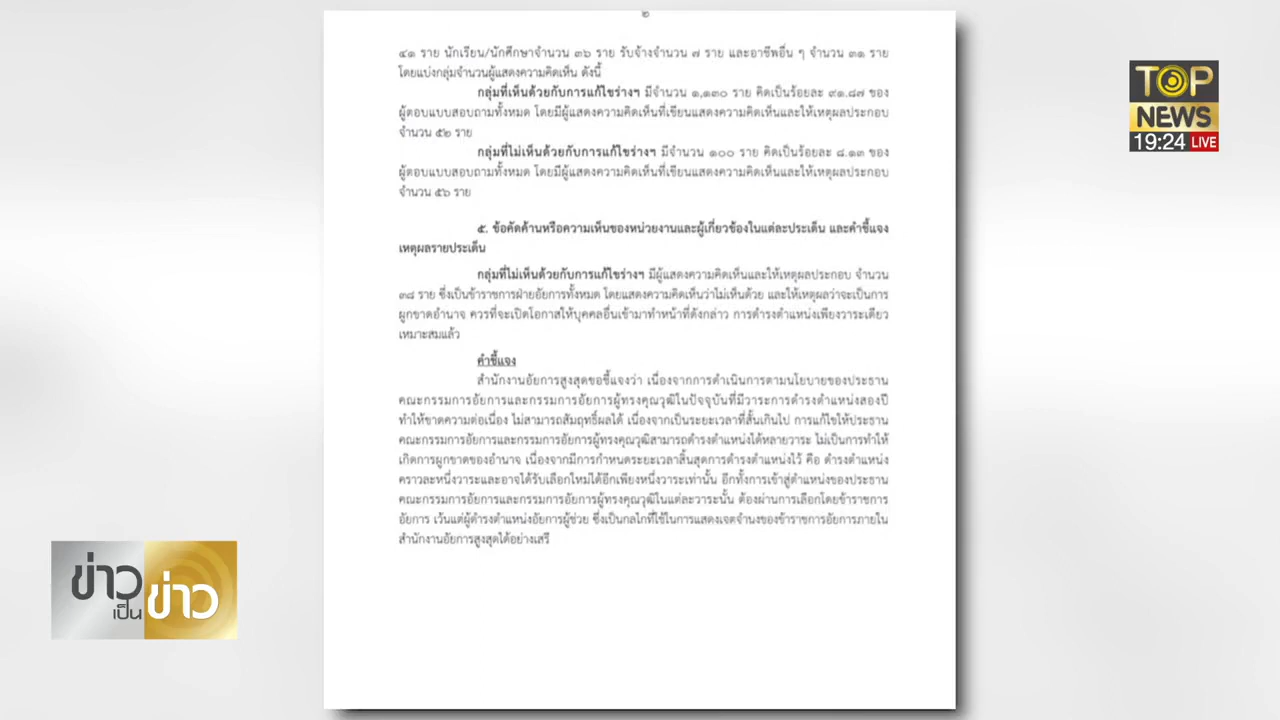 ๒
๔๑ ราย นักเรียน/นักศึกษาจำนวน ๓๖ ราย รับจ้างจำนวน ๗ ราย และอาชีพอื่น ๆ จำนวน ๓๑ ราย
โดยแบ่งกลุ่มจำนวนผู้แสดงความคิดเห็น ดังนี้
กลุ่มที่เห็นด้วยกับการแก้ไขร่างฯ มีจำนวน ๑,๑๓๐ ราย คิดเป็นร้อยละ ๙๑.๘๗ ของ
ผู้ตอบแบบสอบถามทั้งหมด โดยมีผู้แสดงความคิดเห็นที่เขียนแสดงความคิดเห็นและให้เหตุผลประกอบ
จำนวน ๕๒ ราย
กลุ่มที่ไม่เห็นด้วยกับการแก้ไขร่างฯ มีจำนวน ๑๐๐ ราย คิดเป็นร้อยละ ๘.๑๓ ของ
ผู้ตอบแบบสอบถามทั้งหมด โดยมีผู้แสดงความคิดเห็นที่เขียนแสดงความคิดเห็นและให้เหตุผลประกอบ
จำนวน ๕๖ ราย
๕. ข้อคัดค้านหรือความเห็นของหน่วยงานและผู้เกี่ยวข้องในแต่ละประเด็น และคำชี้แจง
เหตุผลรายประเด็น
กลุ่มที่ไม่เห็นด้วยกับการแก้ไขร่างฯ มีผู้แสดงความคิดเห็นและให้เหตุผลประกอบ จำนวน
๓๘ ราย ซึ่งเป็นข้าราชการฝ่ายอัยการทั้งหมด โดยแสดงความคิดเห็นว่าไม่เห็นด้วย และให้เหตุผลว่าจะเป็นการ
ผูกขาดอำนาจ ควรที่จะเปิดโอกาสให้บุคคลอื่นเข้ามาทำหน้าที่ดังกล่าว การดำรงตำแหน่งเพียงวาระเดียว
เหมาะสมแล้ว
คำชี้แจง
สำนักงานอัยการสูงสุดขอชี้แจงว่า เนื่องจากการดำเนินการตามนโยบายของประธาน
คณะกรรมการอัยการและกรรมการอัยการผู้ทรงคุณวุฒิในปัจจุบันที่มีวาระการดำรงตำแหน่งสองปี
ทำให้ขาดความต่อเนื่อง ไม่สามารถสัมฤทธิ์ผลได้ เนื่องจากเป็นระยะเวลาที่สั้นเกินไป การแก้ไขให้ประธาน
คณะกรรมการอัยการและกรรมการอัยการผู้ทรงคุณวุฒิสามารถดำรงตำแหน่งได้หลายวาระ ไม่เป็นการทำให้
เกิดการผูกขาดของอำนาจ เนื่องจากมีการกำหนดระยะเวลาสิ้นสุดการดำรงตำแหน่งไว้ คือ ดำรงตำแหน่ง
คราวละหนึ่งวาระและอาจได้รับเลือกใหม่ได้อีกเพียงหนึ่งวาระเท่านั้น อีกทั้งการเข้าสู่ตำแหน่งของประธาน
คณะกรรมการอัยการและกรรมการอัยการผู้ทรงคุณวุฒิในแต่ละวาระนั้น ต้องผ่านการเลือกโดยข้าราชการ
อัยการ เว้นแต่ผู้ดำรงตำแหน่งอัยการผู้ช่วย ซึ่งเป็นกลไกที่ใช้ในการแสดงเจตจำนงของข้าราชการอัยการภายใน
สำนักงานอัยการสูงสุดได้อย่างเสรี
TOP
NEWS
19:24 LIVE
ข่าว
เป็น
ข่าว